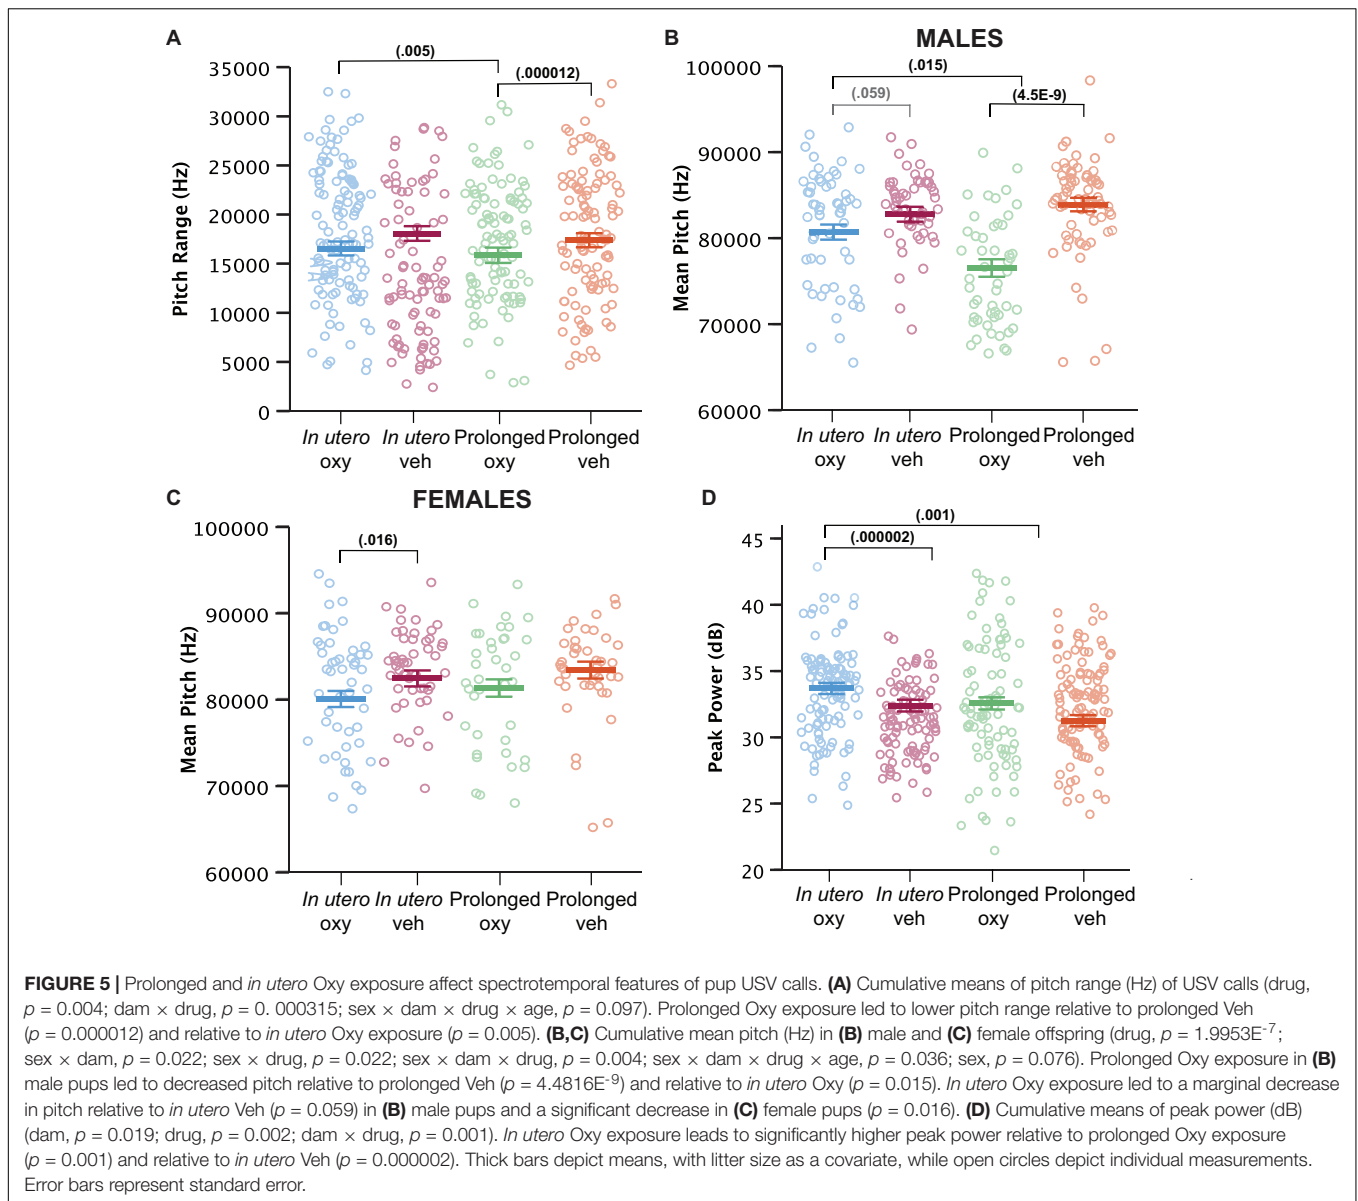 A
(.005)
(.000012)
35000
30000
25000
20000
15000
10000
5000
0
Pitch Range (Hz)
In utero oxy
In utero veh
Prolonged oxy
Prolonged veh
B
MALES
(.015)
(.059)
(4.5E-9)
100000
90000
80000
70000
60000
Mean Pitch (Hz)
In utero oxy
In utero veh
Prolonged oxy
Prolonged veh
C
FEMALES
(.016)
100000
90000
80000
70000
60000
Mean Pitch (Hz)
In utero oxy
In utero veh
Prolonged oxy
Prolonged veh
D
(.001)
(.000002)
45
40
35
30
25
20
Peak Power (dB)
In utero oxy
In utero veh
Prolonged oxy
Prolonged veh
FIGURE 5 | Prolonged and in utero Oxy exposure affect spectrotemporal features of pup USV calls. (A) Cumulative means of pitch range (Hz) of USV calls (drug,
p = 0.004; dam × drug, p = 0. 000315; sex × dam × drug × age, p = 0.097). Prolonged Oxy exposure led to lower pitch range relative to prolonged Veh
(p = 0.000012) and relative to in utero Oxy exposure (p = 0.005). (B,C) Cumulative mean pitch (Hz) in (B) male and (C) female offspring (drug, p = 1.9953E-7;
sex × dam, p = 0.022; sex × drug, p = 0.022; sex × dam × drug, p = 0.004; sex × dam × drug × age, p = 0.036; sex, p = 0.076). Prolonged Oxy exposure in (B)
male pups led to decreased pitch relative to prolonged Veh (p = 4.4816E-9) and relative to in utero Oxy (p = 0.015). In utero Oxy exposure led to a marginal decrease
in pitch relative to in utero Veh (p = 0.059) in (B) male pups and a significant decrease in (C) female pups (p = 0.016). (D) Cumulative means of peak power (dB)
(dam, p = 0.019; drug, p = 0.002; dam × drug, p = 0.001). In utero Oxy exposure leads to significantly higher peak power relative to prolonged Oxy exposure
(p = 0.001) and relative to in utero Veh (p = 0.000002). Thick bars depict means, with litter size as a covariate, while open circles depict individual measurements.
Error bars represent standard error.